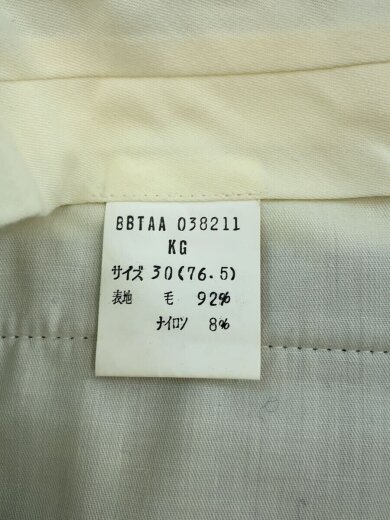 BBTAA 038211
KG
サイズ 30(76.5)
表地 毛 92%
ナイロン 8%